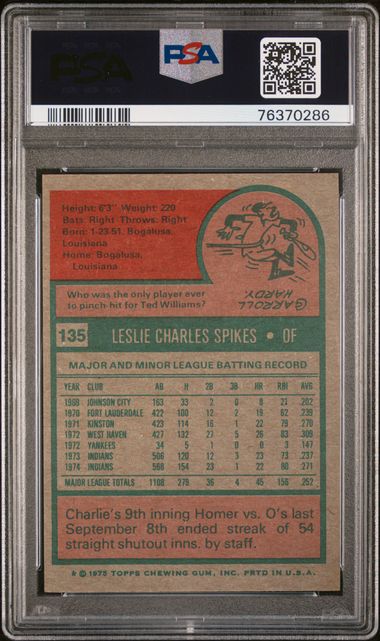 PSA
PSA
76370286
Height: 6'3" Weight: 220
Bats: Right Throws: Right
Born: 1-23-51, Bogalusa,
Louisiana
Home: Bogalusa,
Louisiana
CARROLL
HARDY
Who was the only player ever
to pinch-hit for Ted Williams?
135 LESLIE CHARLES SPIKES • OF
MAJOR AND MINOR LEAGUE BATTING RECORD
YEAR CLUB AB H 2B 3B HR RBI AVG
1969 JOHNSON CITY 163 33 2 0 8 21 .202
1970 FORT LAUDERDALE 422 100 12 2 19 62 .239
1971 KINSTON 423 114 16 1 22 79 .270
1972 WEST HAVEN 427 132 27 5 26 83 .309
1972 YANKEES 34 5 1 0 0 3 .147
1973 INDIANS 506 120 12 3 23 73 .237
1974 INDIANS 568 154 23 1 22 80 .271
MAJOR LEAGUE TOTALS 1108 279 36 4 45 156 .252
Charlie's 9th inning Homer vs. O's last
September 8th ended streak of 54
straight shutout inns. by staff.
* © 1975 TOPPS CHEWING GUM, INC. PRTD IN U.S.A.